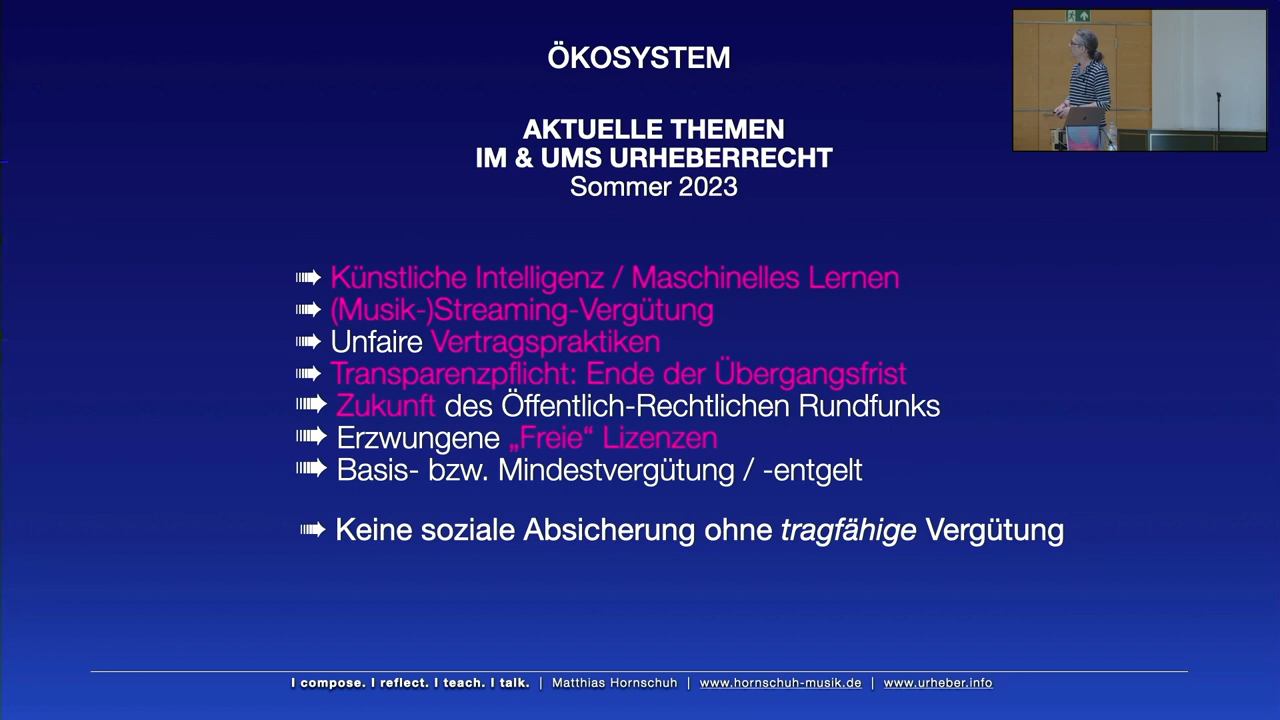 ÖKOSYSTEM
AKTUELLE THEMEN
IM & UMS URHEBERRECHT
Sommer 2023
➠ Künstliche Intelligenz / Maschinelles Lernen
➠ (Musik-)Streaming-Vergütung
➠ Unfaire Vertragspraktiken
➠ Transparenzpflicht: Ende der Übergangsfrist
➠ Zukunft des Öffentlich-Rechtlichen Rundfunks
➠ Erzwungene „Freie“ Lizenzen
➠ Basis- bzw. Mindestvergütung / -entgelt
➠ Keine soziale Absicherung ohne tragfähige Vergütung
I compose. I reflect. I teach. I talk. | Matthias Hornschuh | www.hornschuh-musik.de | www.urheber.info